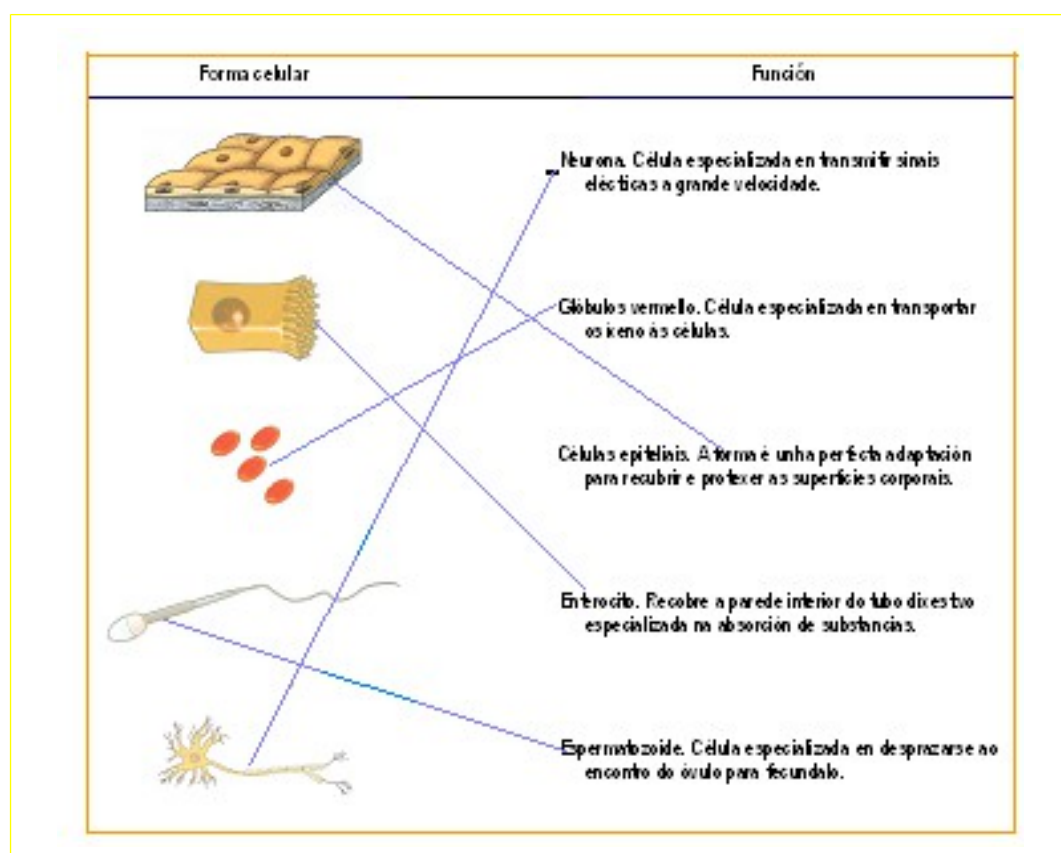 Forma celular
Función
Neurona. Célula especializada en transmitir sinais
elécticas a grande velocidade.
Glóbulos vermello. Célula especializada en transportar
osíxeno ás células.
Células epiteliais. A forma é unha perfecta adaptación
para recubrir e protexer as superficies corporais.
Enterocito. Recobre a parede interior do tubo dixestivo
especializada na absorción de substancias.
Espermatozoide. Célula especializada en desprazarse ao
encontro do óvulo para fecundalo.